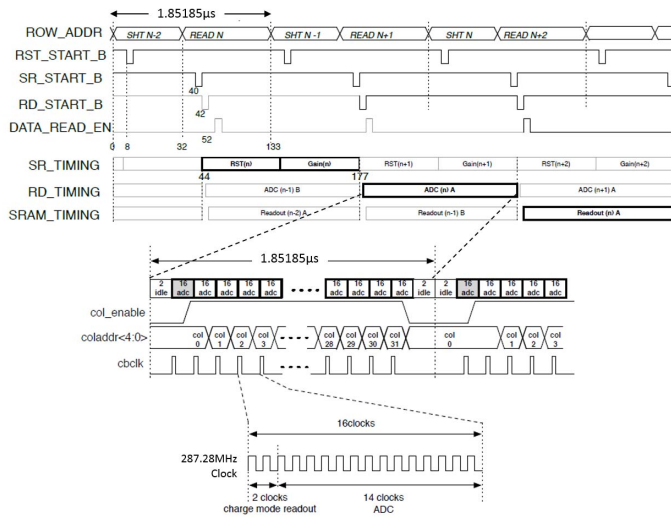 1.85185µs
ROW_ADDR SHT N-2 READ N SHT N -1 READ N+1 SHT N READ N+2
RST_START_B
SR_START_B
40
RD_START_B
42
DATA_READ_EN
52
0 8 32 133
SR_TIMING RST(n) Gain(n) RST(n+1) Gain(n+1) RST(n+2) Gain(n+2)
44 177
RD_TIMING ADC (n-1) B ADC (n) A ADC (n+1) A
SRAM_TIMING Readout (n-2) A Readout (n-1) B Readout (n) A
1.85185µs
2 16 16 16 16 16 16 16 16 16 2 2 16 16 16 16 16
idle adc adc adc adc adc adc adc adc adc idle idle adc adc adc adc adc
col_enable
coladdr<4:0> col col col col col col col col col col col col col
0 1 2 3 28 29 30 31 0 1 2 3
cbclk
16clocks
287.28MHz
Clock
2 clocks 14 clocks
charge mode readout ADC